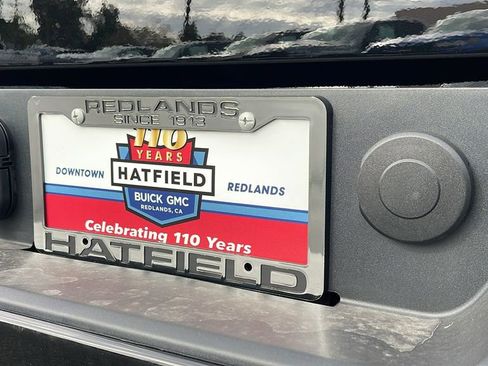 REDLANDS
SINCE 1913
110
YEARS
DOWNTOWN HATFIELD REDLANDS
BUICK GMC
REDLANDS, CA
Celebrating 110 Years
HATFIELD